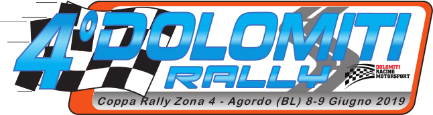 4° DOLOMITI
RALLY
DOLOMITI
RACING
MOTORSPORT
Coppa Rally Zona 4 - Agordo (BL) 8-9 Giugno 2019